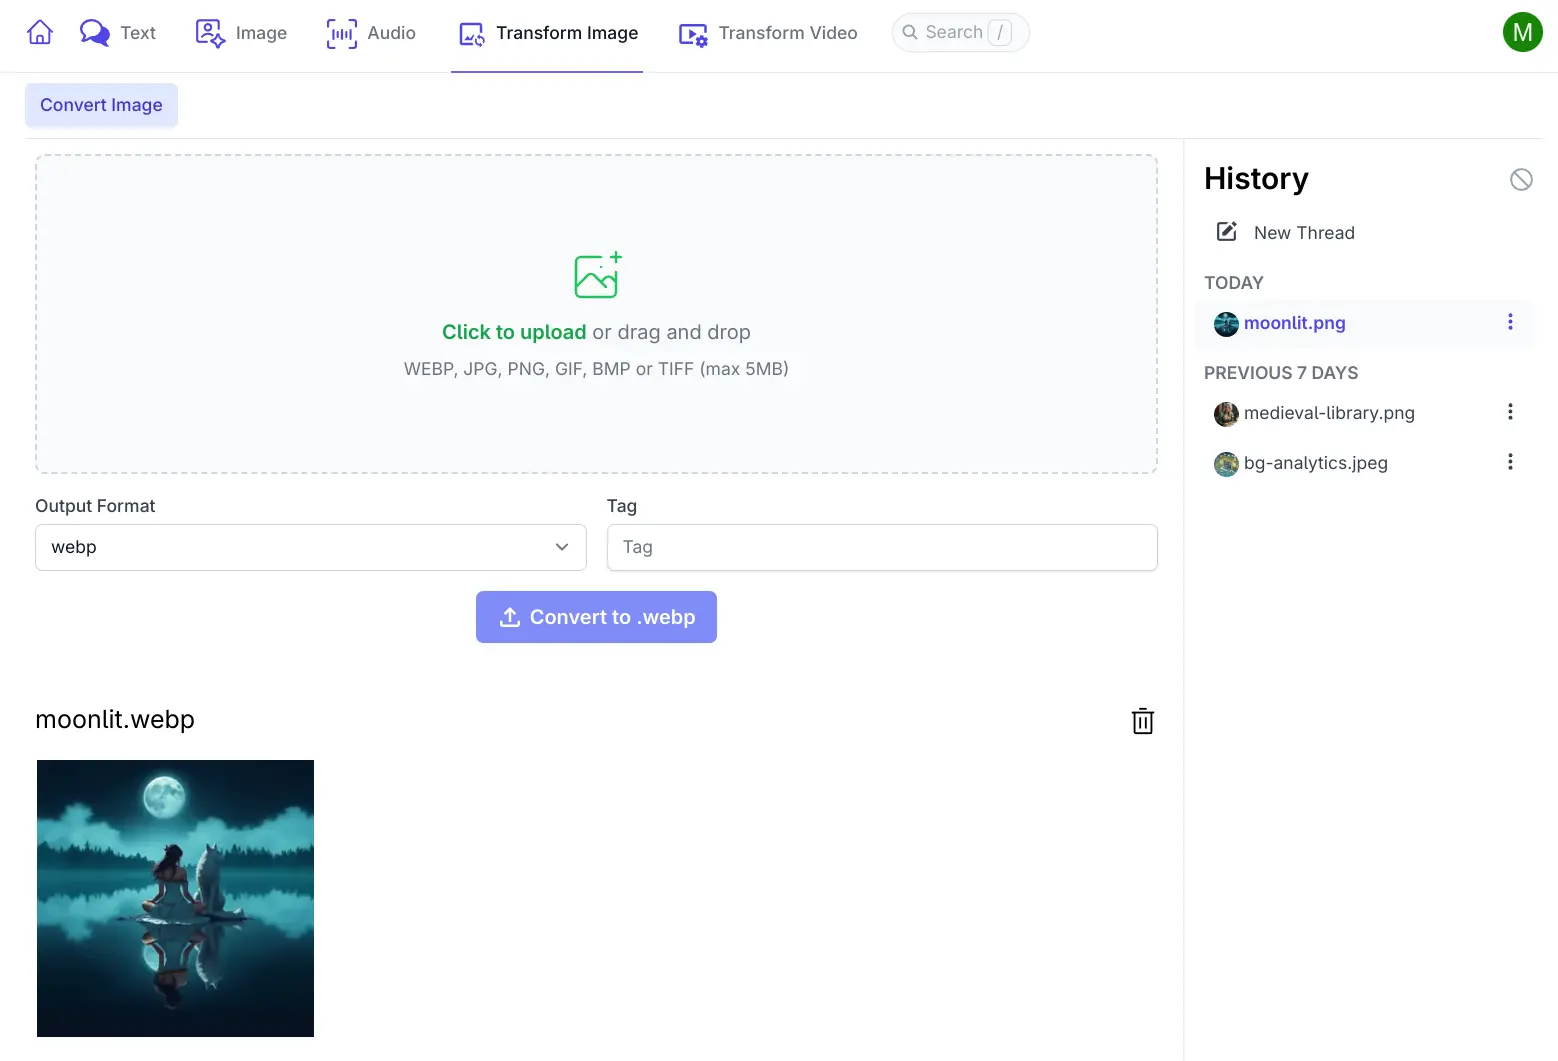 Text Image Audio Transform Image Transform Video Search / M
Convert Image
Click to upload or drag and drop
WEBP, JPG, PNG, GIF, BMP or TIFF (max 5MB)
Output Format
webp
Tag
Tag
Convert to .webp
moonlit.webp
History
New Thread
TODAY
moonlit.png
PREVIOUS 7 DAYS
medieval-library.png
bg-analytics.jpeg